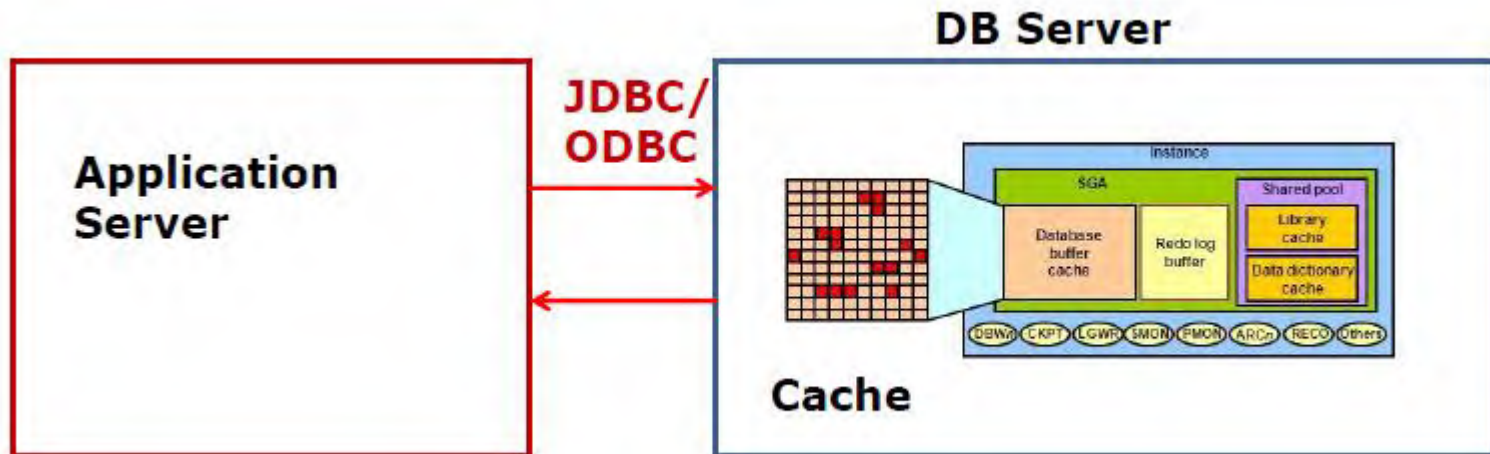 DB Server
JDBC/
ODBC
Application
Server
Instance
SGA
Shared pool
Database
buffer
cache
Redo log
buffer
Library
cache
Data dictionary
cache
DBWn
CKPT
LGWR
SMON
PMON
ARCn
RECO
Others
Cache